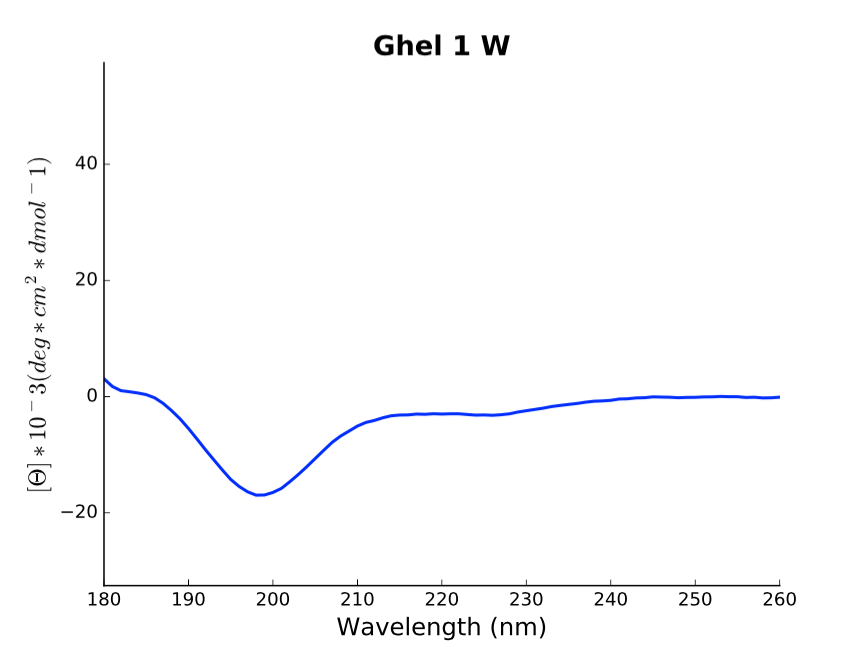 Ghel 1 W
[Θ] * 10⁻3(deg * cm² * dmol⁻1)
40
20
0
−20
180 190 200 210 220 230 240 250 260
Wavelength (nm)